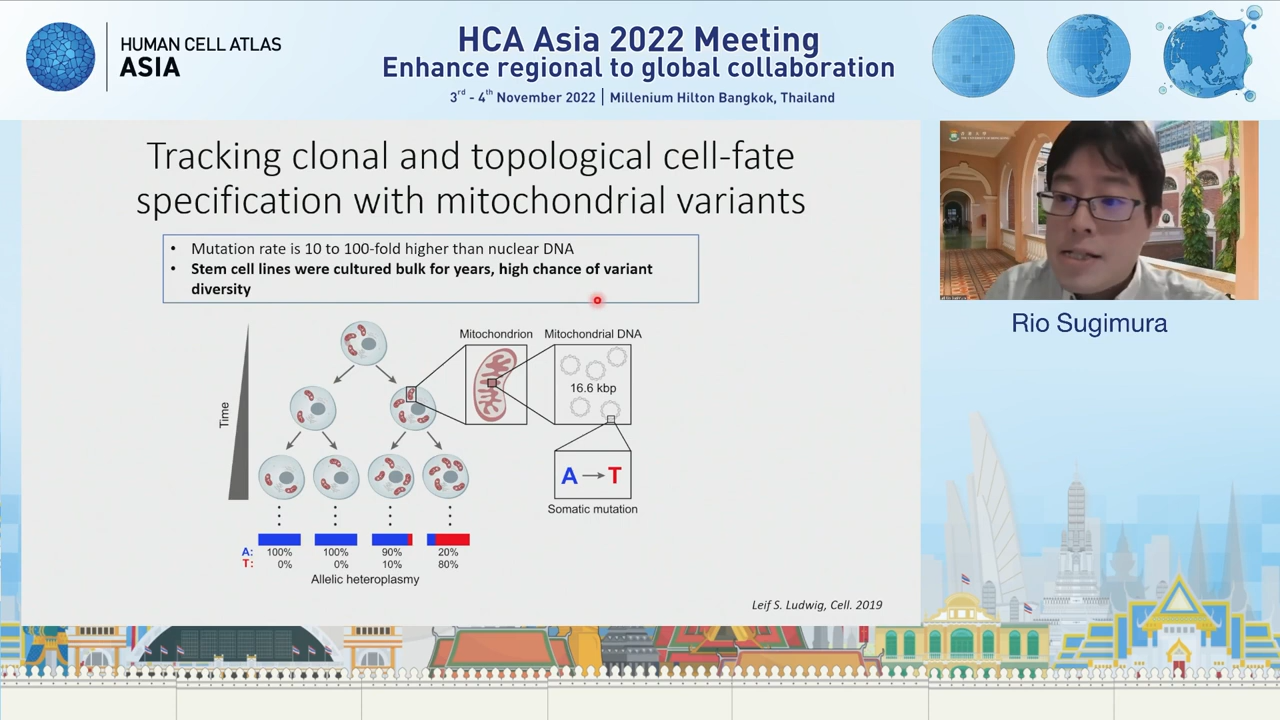 HUMAN CELL ATLAS
ASIA
HCA Asia 2022 Meeting
Enhance regional to global collaboration
3rd - 4th November 2022 | Millenium Hilton Bangkok, Thailand
Tracking clonal and topological cell-fate
specification with mitochondrial variants
• Mutation rate is 10 to 100-fold higher than nuclear DNA
• Stem cell lines were cultured bulk for years, high chance of variant
diversity
Mitochondrion
Mitochondrial DNA
16.6 kbp
Time
A → T
Somatic mutation
A: 100% 100% 90% 20%
T: 0% 0% 10% 80%
Allelic heteroplasmy
Leif S. Ludwig, Cell. 2019
Rio Sugimura